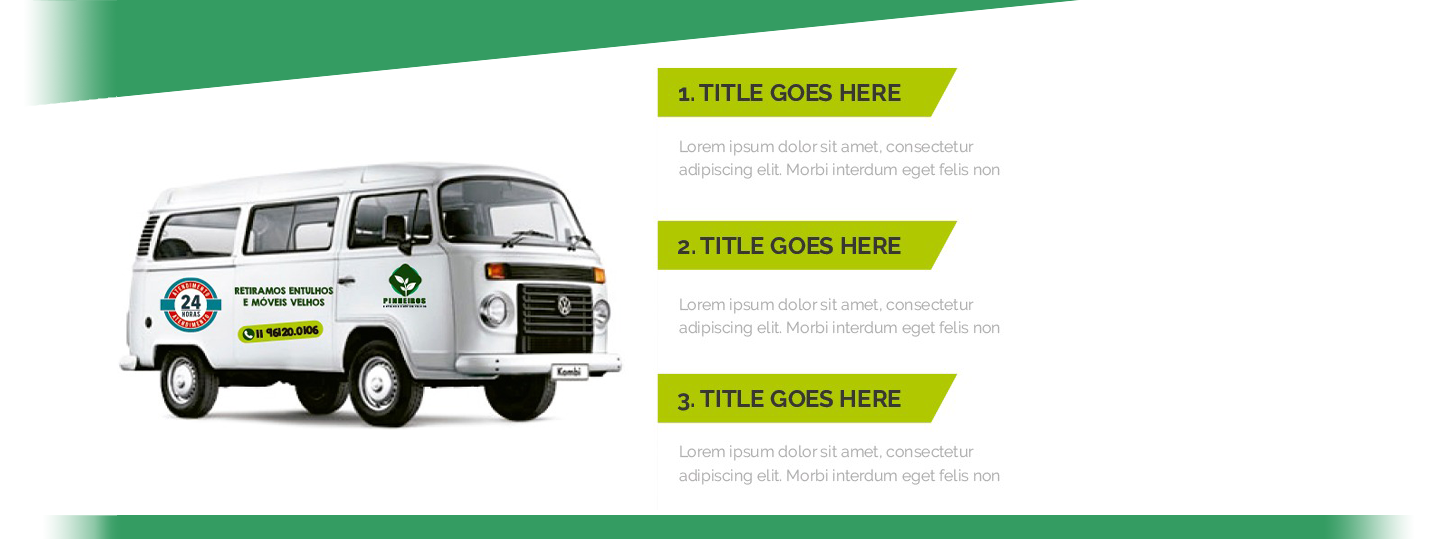 1. TITLE GOES HERE
Lorem ipsum dolor sit amet, consectetur
adipiscing elit. Morbi interdum eget felis non
2. TITLE GOES HERE
Lorem ipsum dolor sit amet, consectetur
adipiscing elit. Morbi interdum eget felis non
3. TITLE GOES HERE
Lorem ipsum dolor sit amet, consectetur
adipiscing elit. Morbi interdum eget felis non
ATENDIMENTO
24
HORAS
ATENDIMENTO
RETIRAMOS ENTULHOS
E MÓVEIS VELHOS
11 96120.0106
PINHEIROS
Kombi